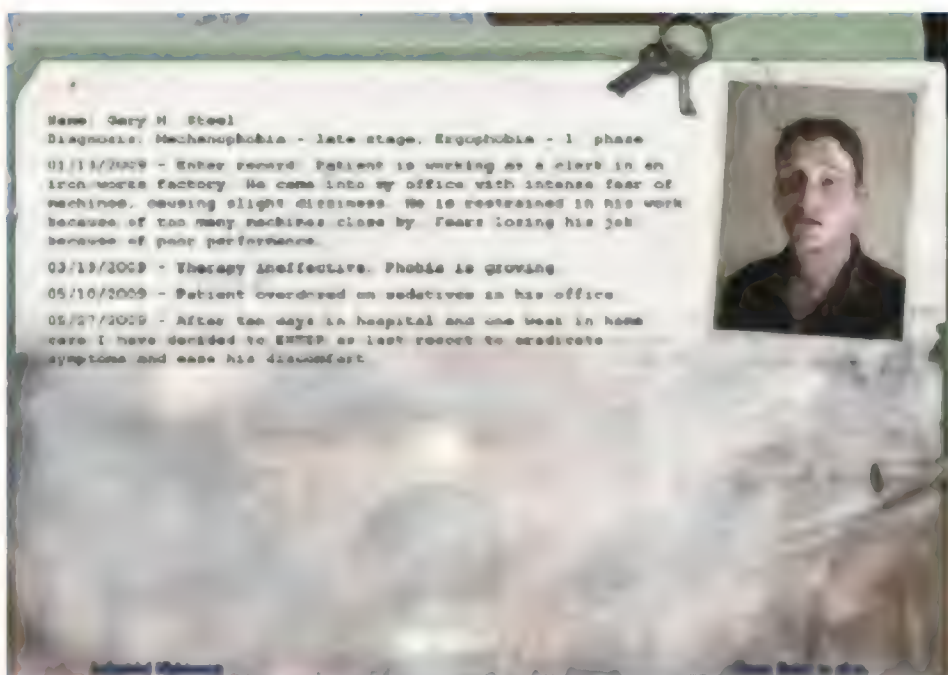 Name: Gary M. Steel
Diagnosis: Mechanophobia - late stage, Ergophobia - 1. phase
01/13/2009 - Enter record. Patient is working as a clerk in an
iron works factory. He came into my office with intense fear of
machines, causing slight dizziness. He is restrained in his work
because of too many machines close by. Fears losing his job
because of poor performance.
03/19/2009 - Therapy ineffective. Phobia is growing.
05/10/2009 - Patient overdosed on sedatives in his office
05/27/2009 - After ten days in hospital and one week in home
care I have decided to as last resort to eradicate
symptoms and ease his discomfort.